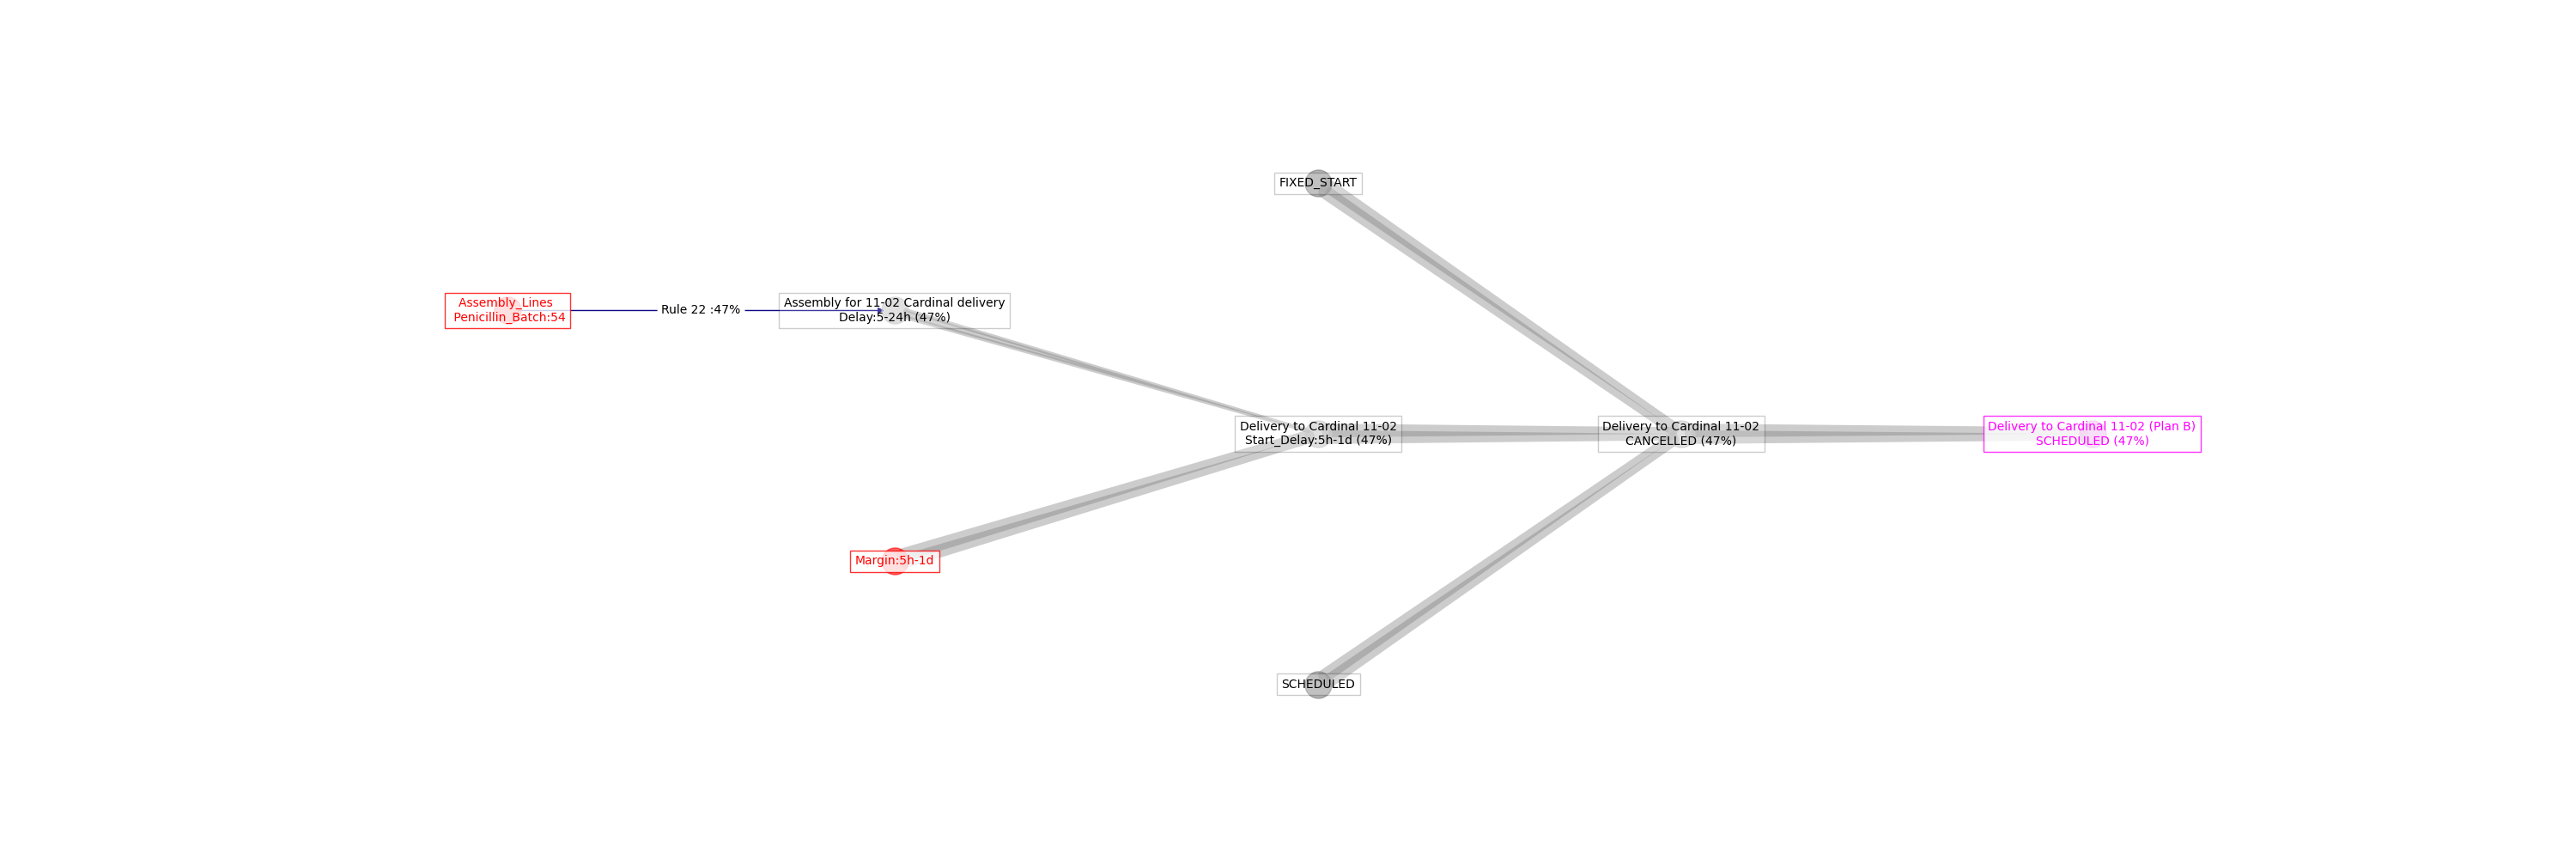 FIXED_START
Assembly_Lines
Penicillin_Batch:54
Rule 22 :47%
Assembly for 11-02 Cardinal delivery
Delay:5-24h (47%)
Delivery to Cardinal 11-02
Start_Delay:5h-1d (47%)
Delivery to Cardinal 11-02
CANCELLED (47%)
Delivery to Cardinal 11-02 (Plan B)
SCHEDULED (47%)
Margin:5h-1d
SCHEDULED